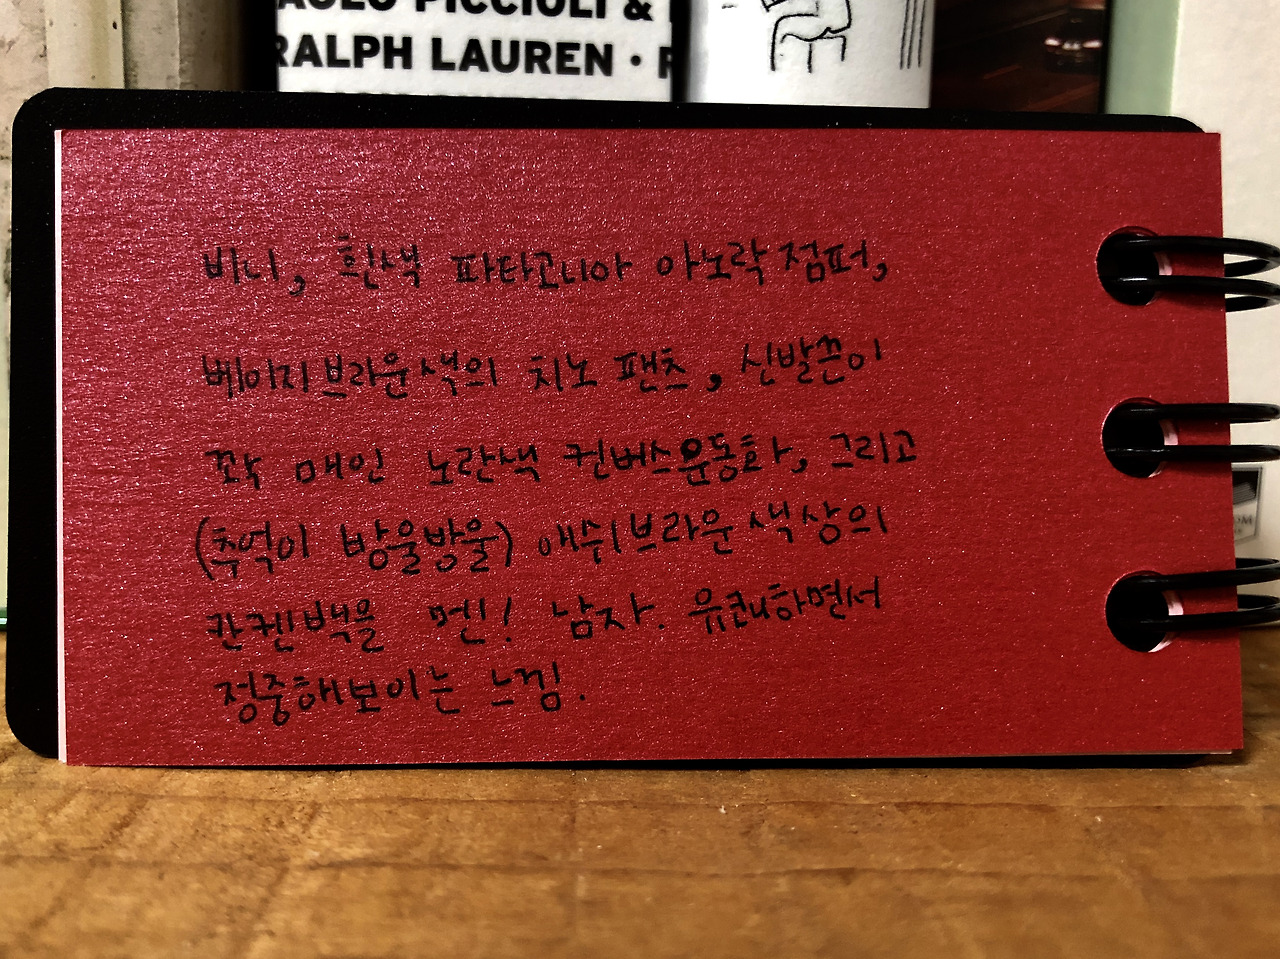 PICCIOLI &
RALPH LAUREN •
비니, 흰색 파타고니아 아노락 점퍼,
베이지브라운색의 치노 팬츠, 신발끈이
꽈악 매인 노란색 컨버스운동화, 그리고
(추억이 방울방울) 애쉬브라운 색상의
칸켄백을 멘! 남자. 유쾌하면서
정중해보이는 느낌.